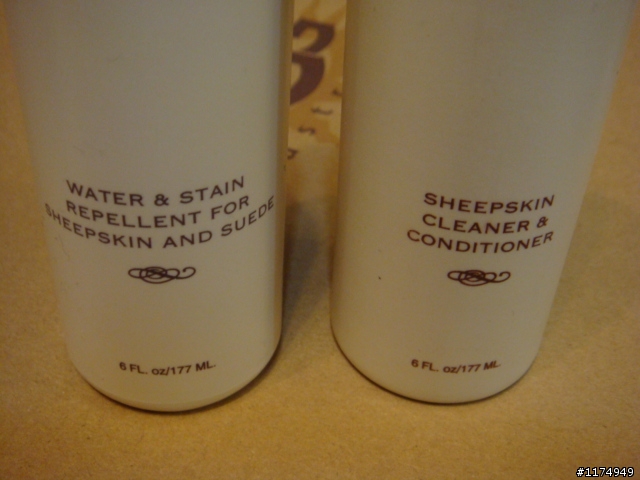 WATER & STAIN
REPELLENT FOR
SHEEPSKIN AND SUEDE
6 FL. oz/177 ML.
SHEEPSKIN
CLEANER &
CONDITIONER
6 FL. oz/177 ML.
#1174949